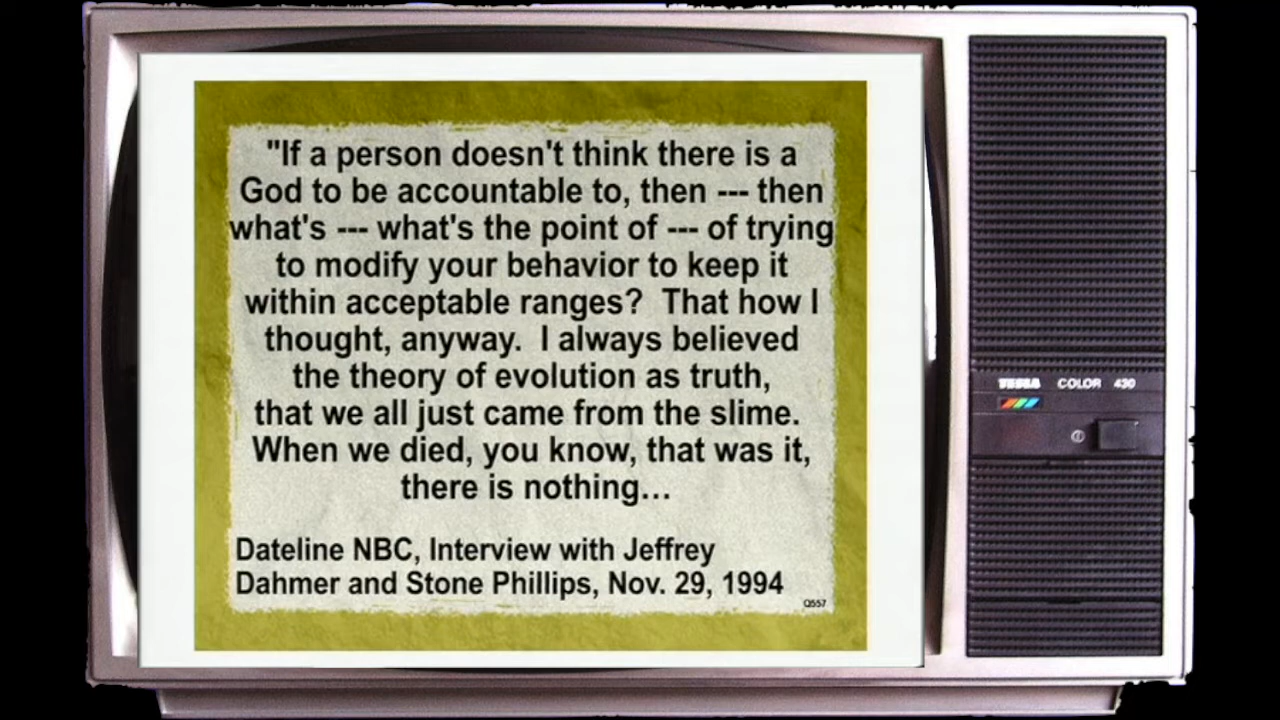 "If a person doesn't think there is a
God to be accountable to, then --- then
what's --- what's the point of --- of trying
to modify your behavior to keep it
within acceptable ranges?  That how I
thought, anyway.  I always believed
the theory of evolution as truth,
that we all just came from the slime.
When we died, you know, that was it,
there is nothing...
Dateline NBC, Interview with Jeffrey
Dahmer and Stone Phillips, Nov. 29, 1994
Q557
TESLA COLOR 430